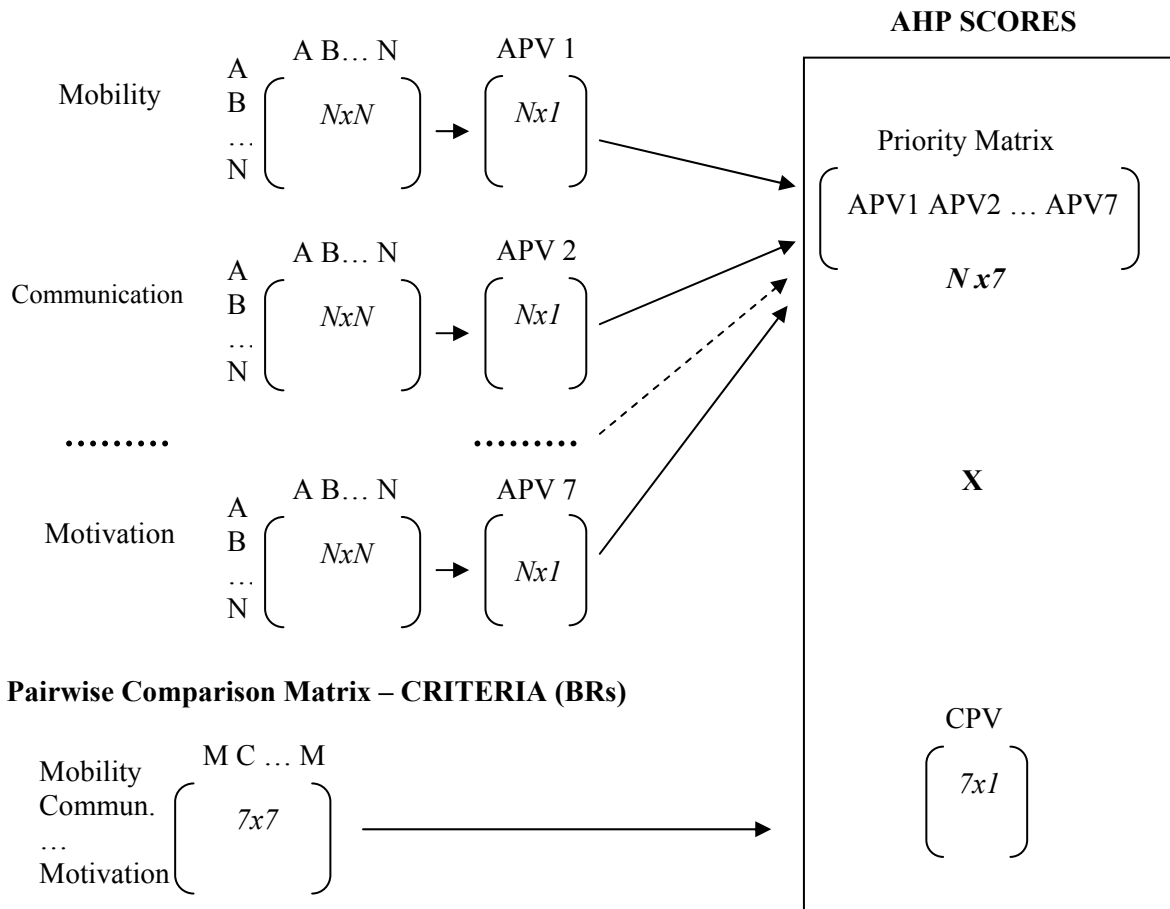 AHP SCORES
A B… N
APV 1
Mobility
A
B
…
N
NxN
Nx1
Priority Matrix
APV1 APV2 … APV7
N x7
A B… N
APV 2
Communication
A
B
…
N
NxN
Nx1
……… ………
X
A B… N
APV 7
Motivation
A
B
…
N
NxN
Nx1
Pairwise Comparison Matrix – CRITERIA (BRs)
M C … M
Mobility
Commun.
…
Motivation
7x7
CPV
7x1